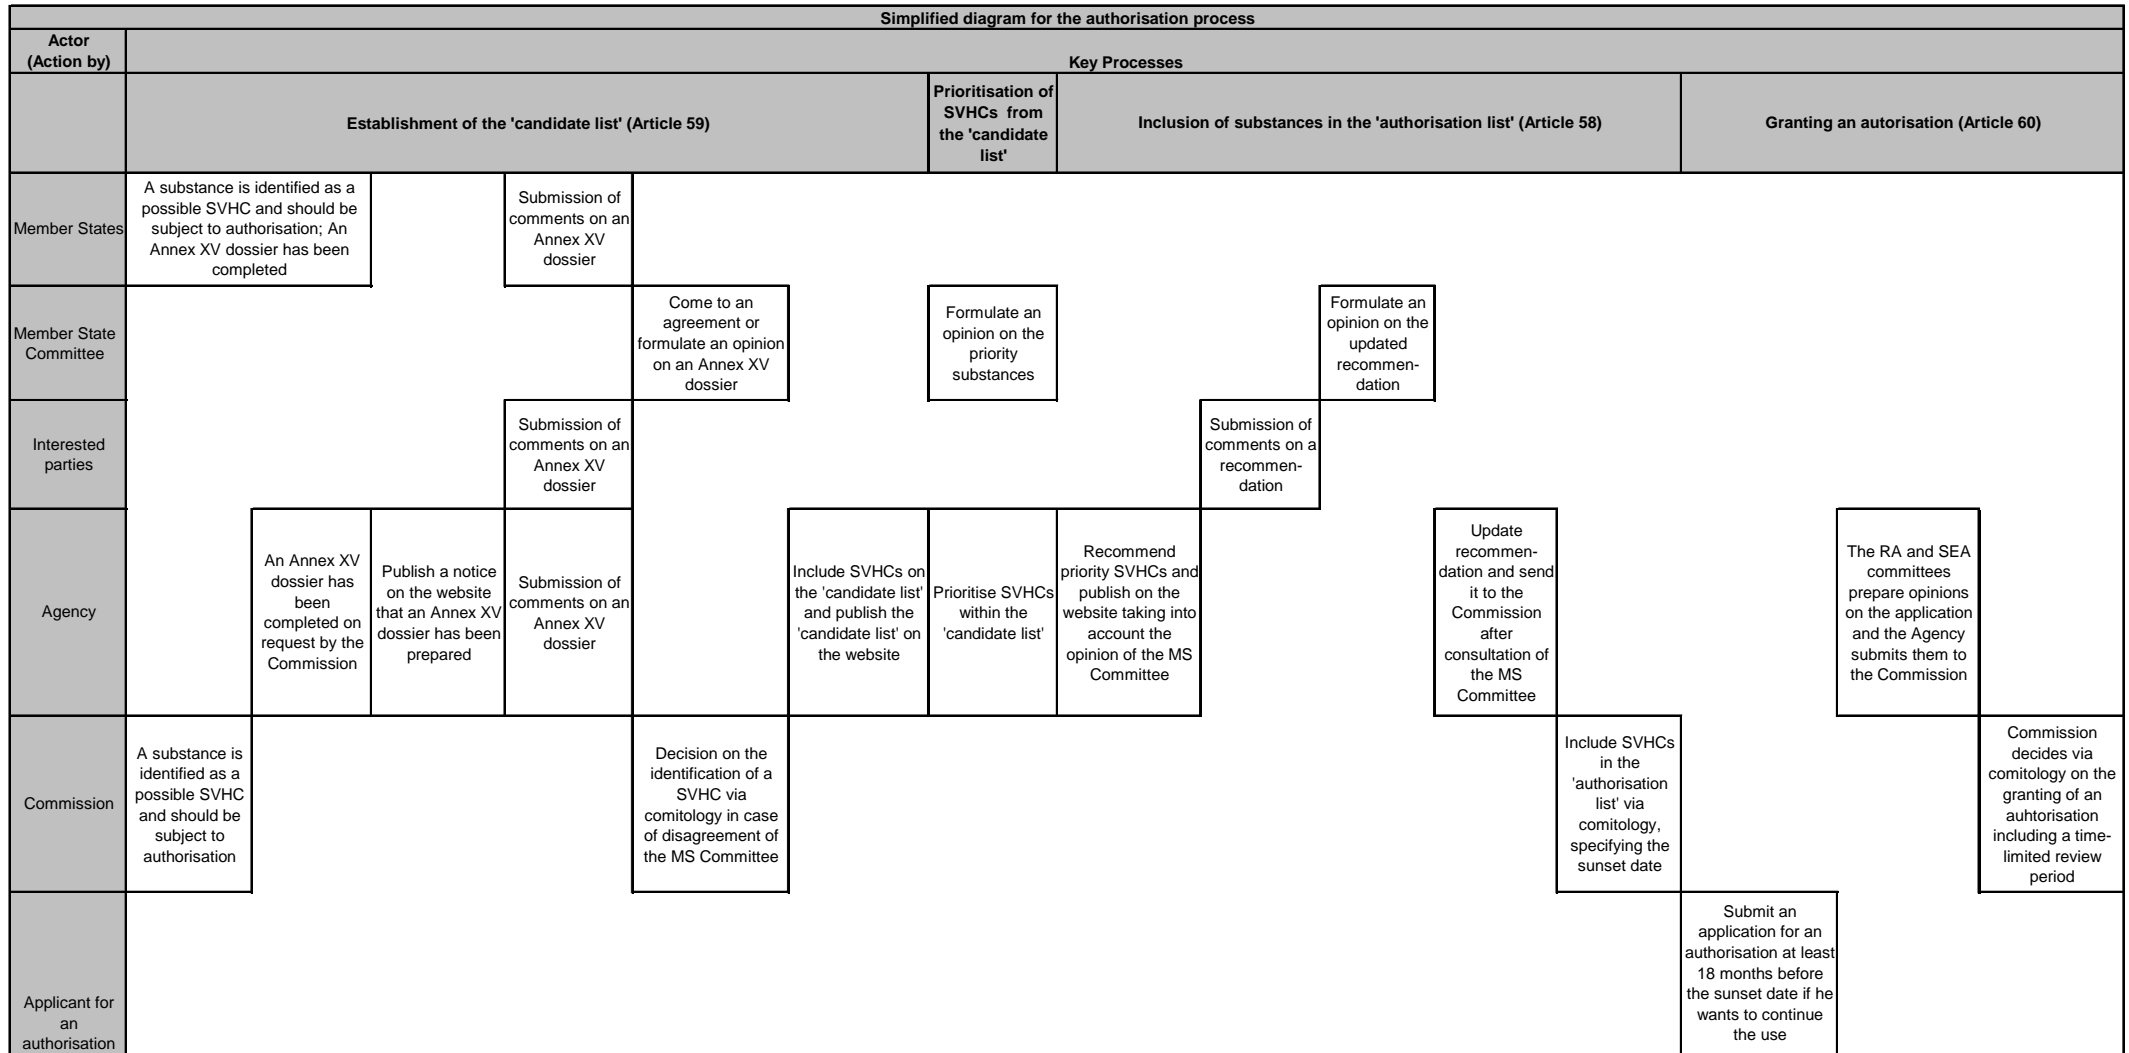 Simplified diagram for the authorisation process
Actor
(Action by)
Key Processes
Establishment of the 'candidate list' (Article 59)
Prioritisation of
SVHCs from
the 'candidate
list'
Inclusion of substances in the 'authorisation list' (Article 58)
Granting an autorisation (Article 60)
Member States
A substance is identified as a
possible SVHC and should be
subject to authorisation; An
Annex XV dossier has been
completed
Submission of
comments on an
Annex XV
dossier
Member State
Committee
Come to an
agreement or
formulate an opinion
on an Annex XV
dossier
Formulate an
opinion on the
priority
substances
Formulate an
opinion on the
updated
recommen-
dation
Interested
parties
Submission of
comments on an
Annex XV
dossier
Submission of
comments on a
recommen-
dation
Agency
An Annex XV
dossier has
been
completed on
request by the
Commission
Publish a notice
on the website
that an Annex XV
dossier has been
prepared
Submission of
comments on an
Annex XV
dossier
Include SVHCs on
the 'candidate list'
and publish the
'candidate list' on
the website
Prioritise SVHCs
within the
'candidate list'
Recommend
priority SVHCs and
publish on the
website taking into
account the
opinion of the MS
Committee
Update
recommen-
dation and send
it to the
Commission
after
consultation of
the MS
Committee
The RA and SEA
committees
prepare opinions
on the application
and the Agency
submits them to
the Commission
Commission
A substance is
identified as a
possible SVHC
and should be
subject to
authorisation
Decision on the
identification of a
SVHC via
comitology in case
of disagreement of
the MS Committee
Include SVHCs
in the
'authorisation
list' via
comitology,
specifying the
sunset date
Commission
decides via
comitology on the
granting of an
auhtorisation
including a time-
limited review
period
Applicant for
an
authorisation
Submit an
application for an
authorisation at least
18 months before
the sunset date if he
wants to continue
the use